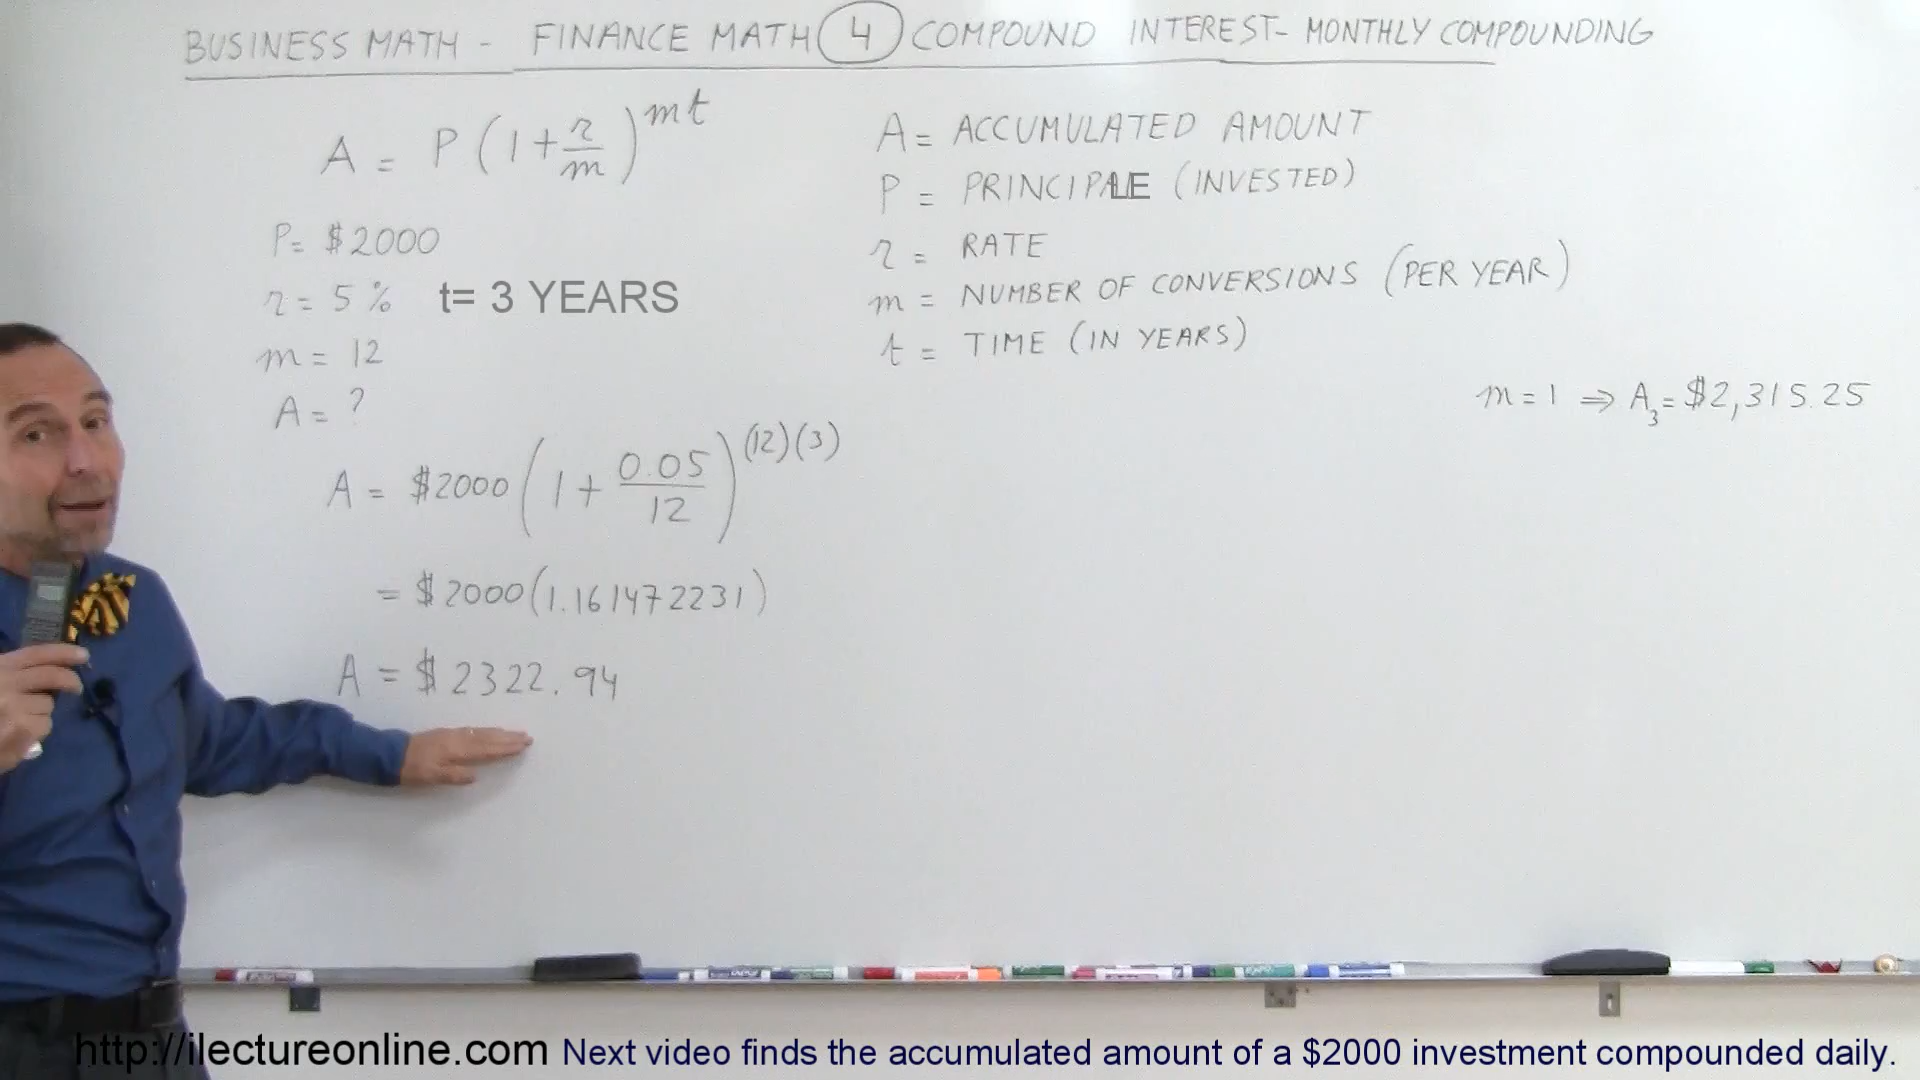 BUSINESS MATH - FINANCE MATH 4 COMPOUND INTEREST- MONTHLY COMPOUNDING
A = P(1+r/m)^mt
A = ACCUMULATED AMOUNT
P = PRINCIPALE (INVESTED)
P= $2000
r = RATE
r = 5% t= 3 YEARS
m = NUMBER OF CONVERSIONS (PER YEAR)
m = 12
t = TIME (IN YEARS)
A = ?
m = 1 ⇒ A₃ = $2,315.25
A = $2000(1+0.05/12)^(12)(3)
= $2000(1.161472231)
A = $2322.94
http://ilectureonline.com Next video finds the accumulated amount of a $2000 investment compounded daily.